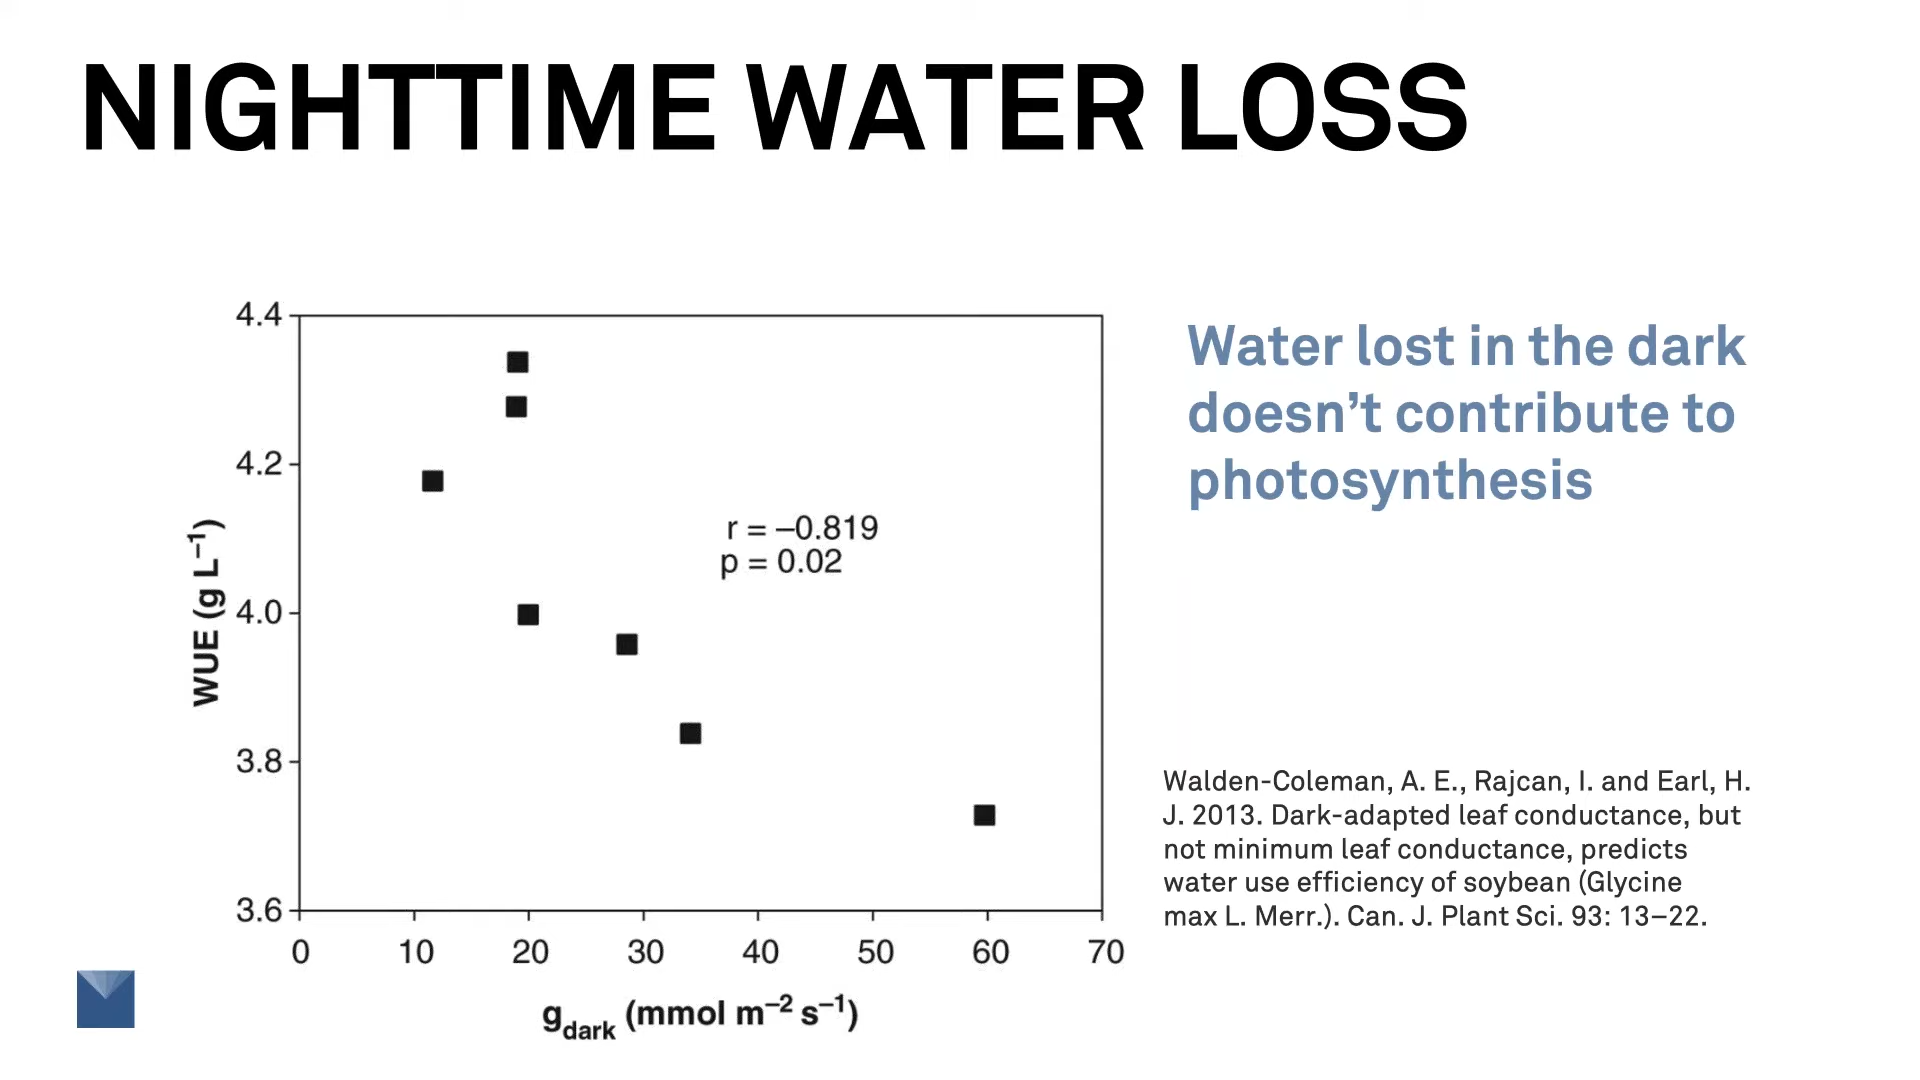 NIGHTTIME WATER LOSS
4.4
4.2
4.0
3.8
3.6
WUE (g L⁻¹)
r = –0.819
p = 0.02
0 10 20 30 40 50 60 70
g_dark (mmol m⁻² s⁻¹)
Water lost in the dark
doesn’t contribute to
photosynthesis
Walden-Coleman, A. E., Rajcan, I. and Earl, H.
J. 2013. Dark-adapted leaf conductance, but
not minimum leaf conductance, predicts
water use efficiency of soybean (Glycine
max L. Merr.). Can. J. Plant Sci. 93: 13–22.